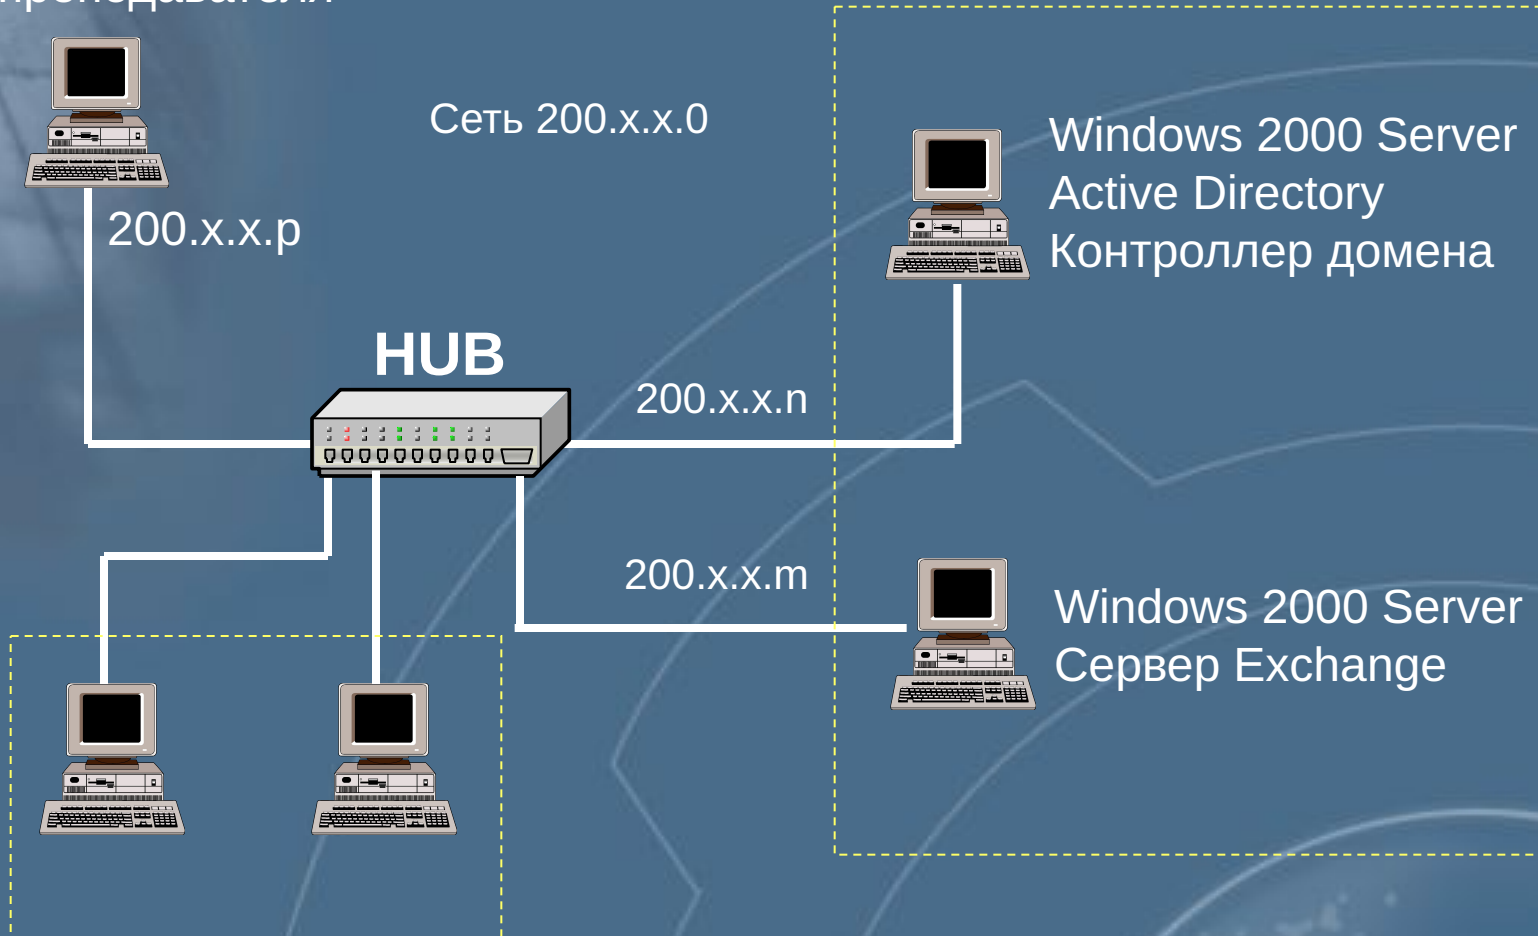 преподавателя
Сеть 200.x.x.0
Windows 2000 Server
Active Directory
Контроллер домена
200.x.x.p
HUB
200.x.x.n
200.x.x.m
Windows 2000 Server
Сервер Exchange